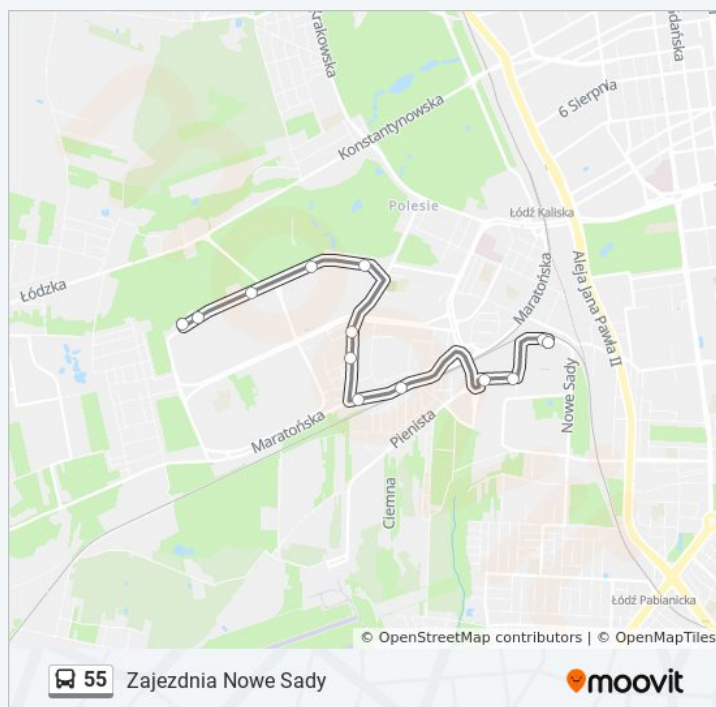 Krakowska
Gdańska
6 Sierpnia
Konstantynowska
Polesie
Łódź Kaliska
Łódzka
Maratońska
Aleja Jana Pawła II
Nowe Sady
Maratońska
Pienista
Ciemna
Łódź Pabianicka
© OpenStreetMap contributors | © OpenMapTiles
55 Zajezdnia Nowe Sady
moovit